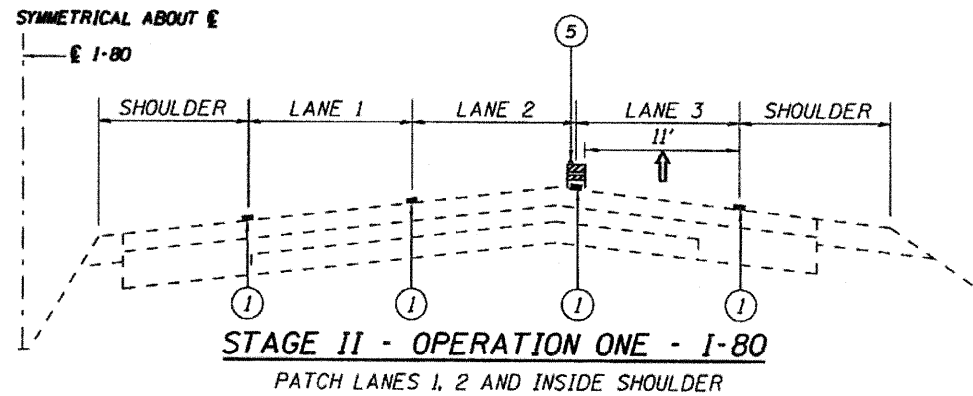 SYMMETRICAL ABOUT ℄
℄ I-80
5
SHOULDER LANE 1 LANE 2 LANE 3 SHOULDER
11'
1 1 1 1
STAGE II - OPERATION ONE - I-80
PATCH LANES 1, 2 AND INSIDE SHOULDER